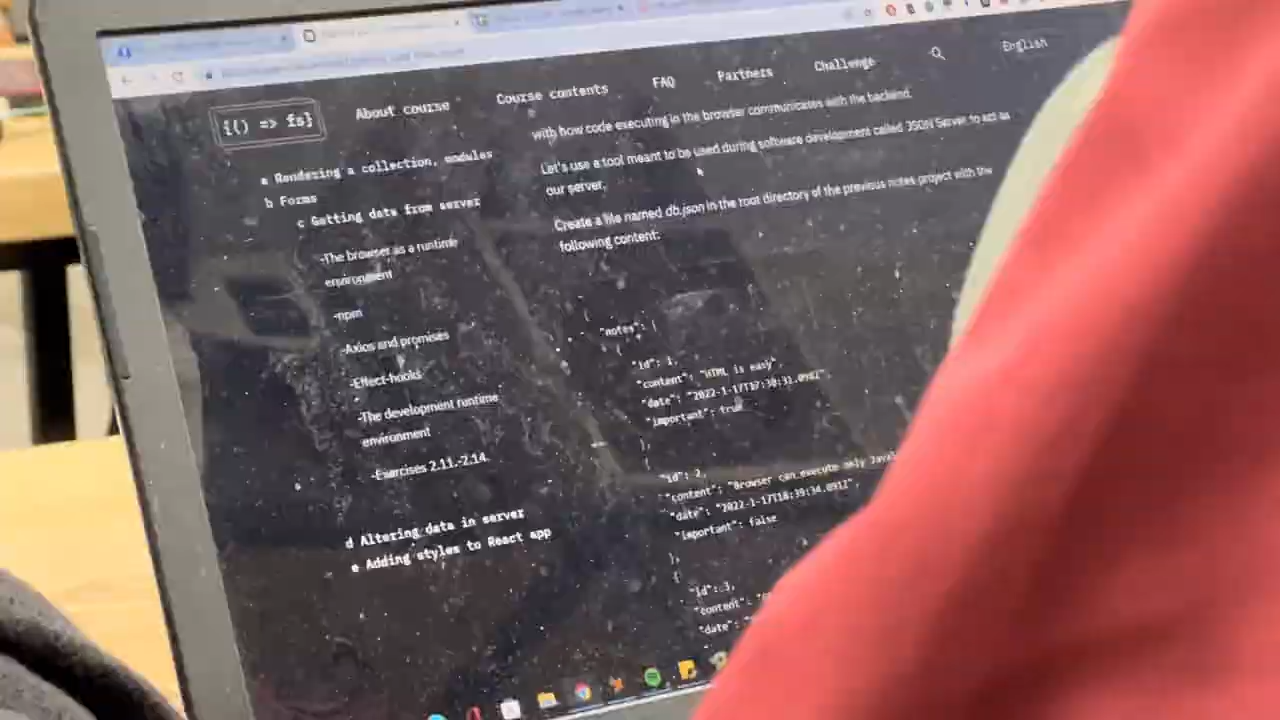 {() => fs}
About course
Course contents
FAQ
Partners
Challenge
English
a Rendering a collection, modules
b Forms
c Getting data from server
-The browser as a runtime
environment
-npm
-Axios and promises
-Effect-hooks
-The development runtime
environment
-Exercises 2.11.-2.14.
d Altering data in server
e Adding styles to React app
with how code executing in the browser communicates with the backend.
Let's use a tool meant to be used during software development called JSON Server to act as
our server.
Create a file named db.json in the root directory of the previous notes project with the
following content:
"notes": [
{
"id": 1,
"content": "HTML is easy",
"date": "2022-1-17T17:30:31.098Z",
"important": true
},
{
"id": 2,
"content": "Browser can execute only
"date": "2022-1-17T18:39:34.091Z",
"important": false
},
{
"id": 3,
"content": "
"date": "